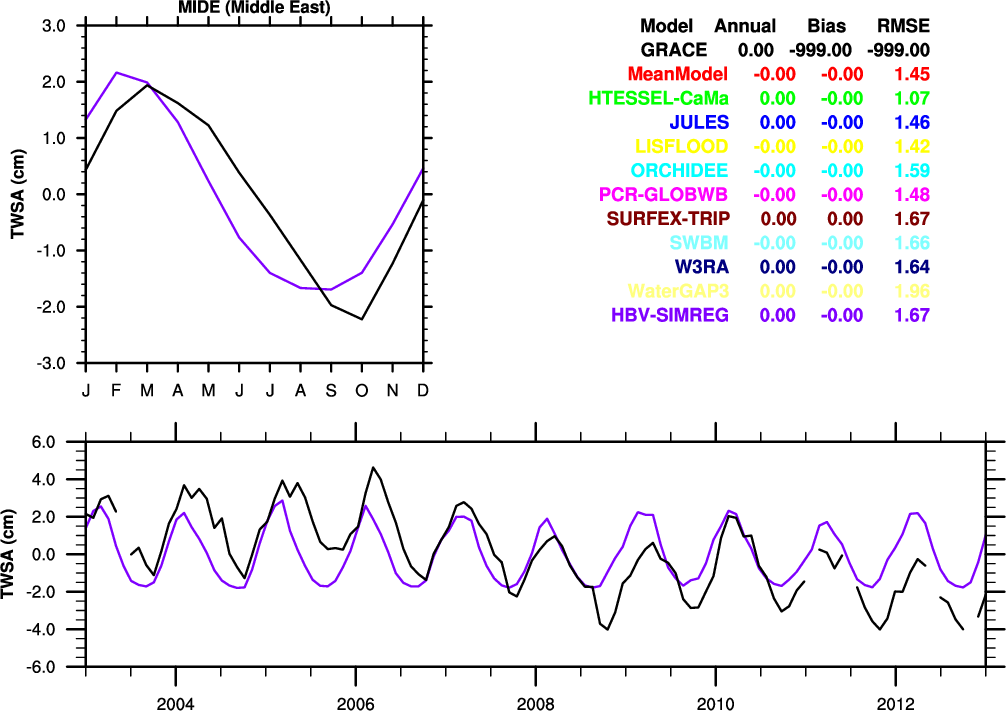 MIDE (Middle East)
3.0
2.0
1.0
0.0
-1.0
-2.0
-3.0
TWSA (cm)
J F M A M J J A S O N D
Model Annual Bias RMSE
GRACE 0.00 -999.00 -999.00
MeanModel -0.00 -0.00 1.45
HTESSEL-CaMa 0.00 -0.00 1.07
JULES 0.00 -0.00 1.46
LISFLOOD -0.00 -0.00 1.42
ORCHIDEE -0.00 -0.00 1.59
PCR-GLOBWB -0.00 -0.00 1.48
SURFEX-TRIP 0.00 0.00 1.67
SWBM -0.00 -0.00 1.66
W3RA 0.00 -0.00 1.64
WaterGAP3 -0.00 -0.00 1.96
HBV-SIMREG 0.00 -0.00 1.67
6.0
4.0
2.0
0.0
-2.0
-4.0
-6.0
TWSA (cm)
2004 2006 2008 2010 2012